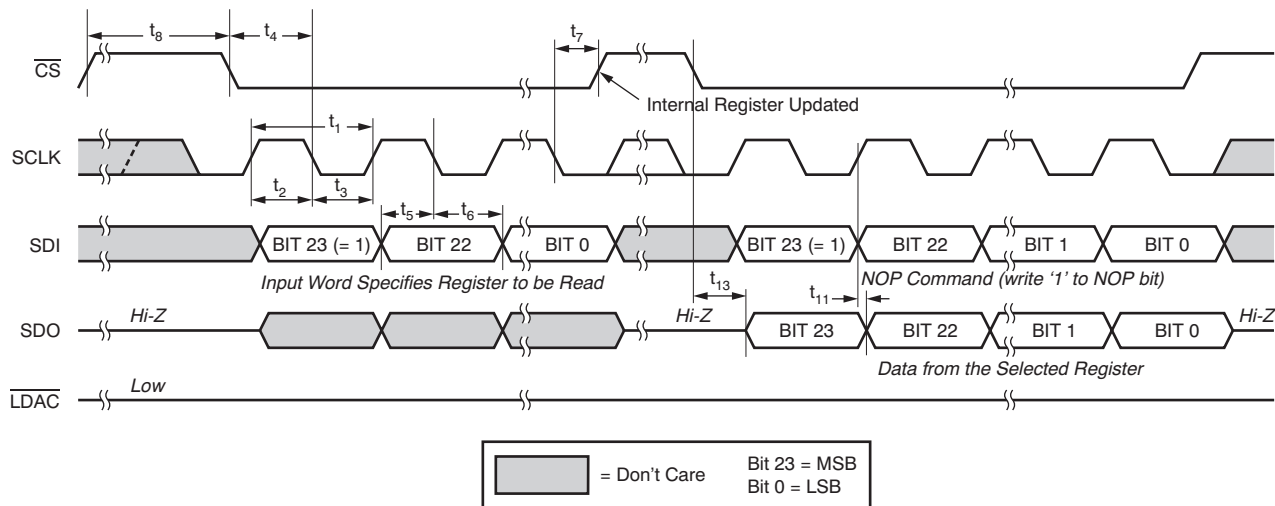 t8 t4 t7
CS
Internal Register Updated
t1
SCLK
t2 t3 t5 t6
SDI BIT 23 (= 1) BIT 22 BIT 0 BIT 23 (= 1) BIT 22 BIT 1 BIT 0
Input Word Specifies Register to be Read NOP Command (write ‘1’ to NOP bit)
t13 t11
SDO Hi-Z Hi-Z BIT 23 BIT 22 BIT 1 BIT 0 Hi-Z
Data from the Selected Register
LDAC Low
= Don't Care
Bit 23 = MSB
Bit 0 = LSB